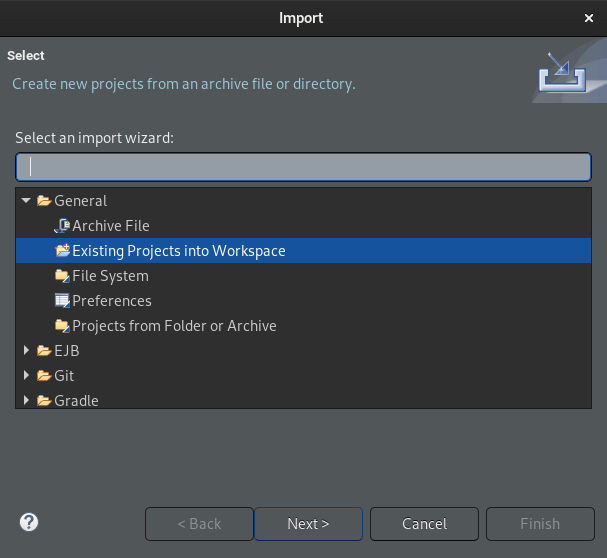 Import
Select
Create new projects from an archive file or directory.
Select an import wizard:
General
Archive File
Existing Projects into Workspace
File System
Preferences
Projects from Folder or Archive
EJB
Git
Gradle
< Back Next > Cancel Finish